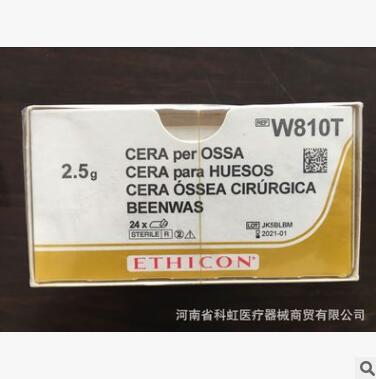 REF W810T
2.5g
CERA per OSSA
CERA para HUESOS
CERA ÓSSEA CIRÚRGICA
BEENWAS
24 x
STERILE R
LOT JK5BLBM
2021-01
ETHICON
河南省科虹医疗器械商贸有限公司